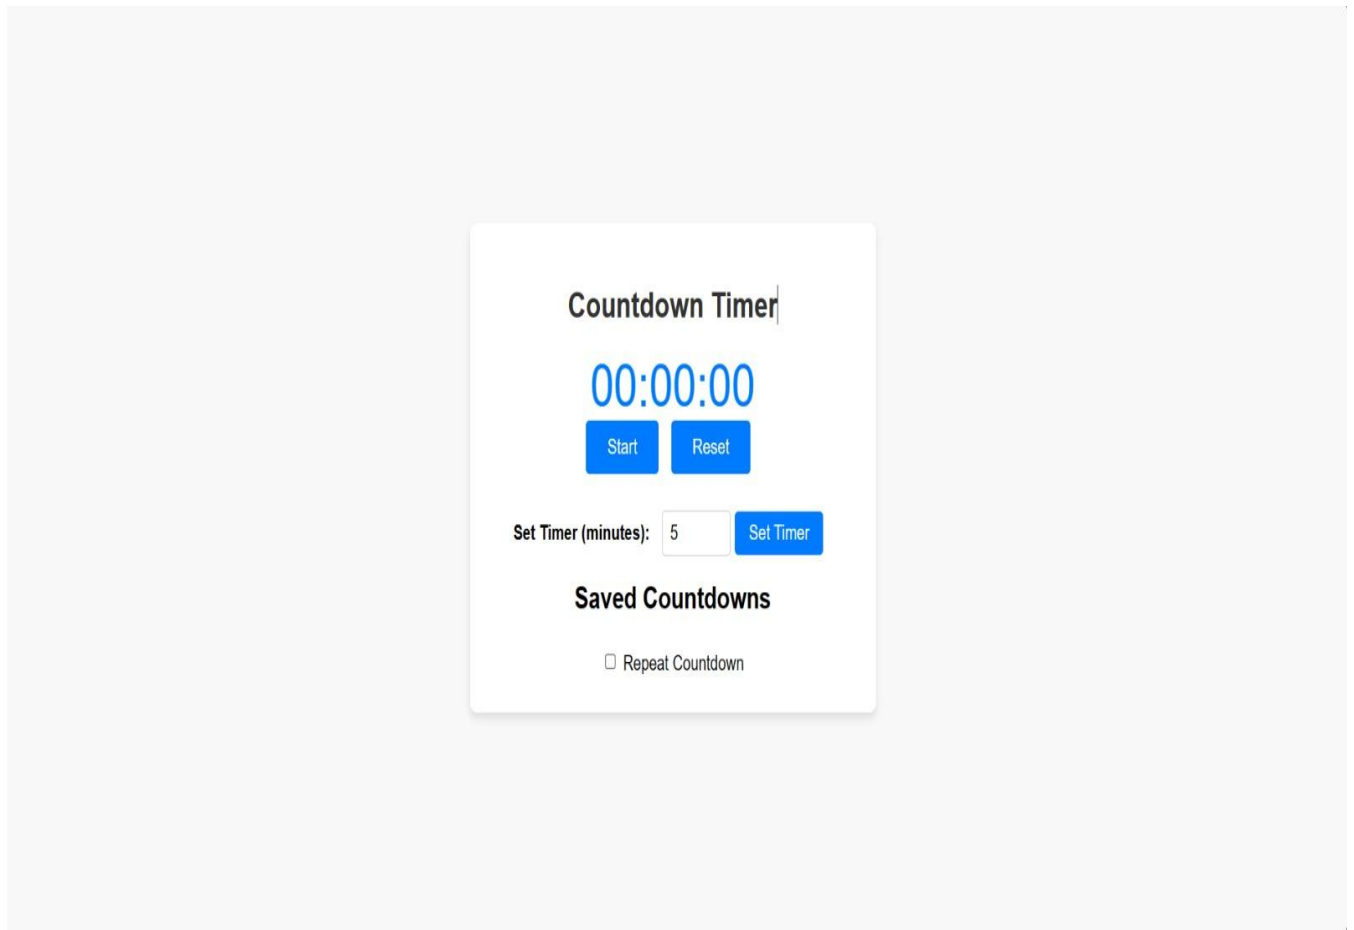 Countdown Timer
00:00:00
Start Reset
Set Timer (minutes): 5 Set Timer
Saved Countdowns
Repeat Countdown